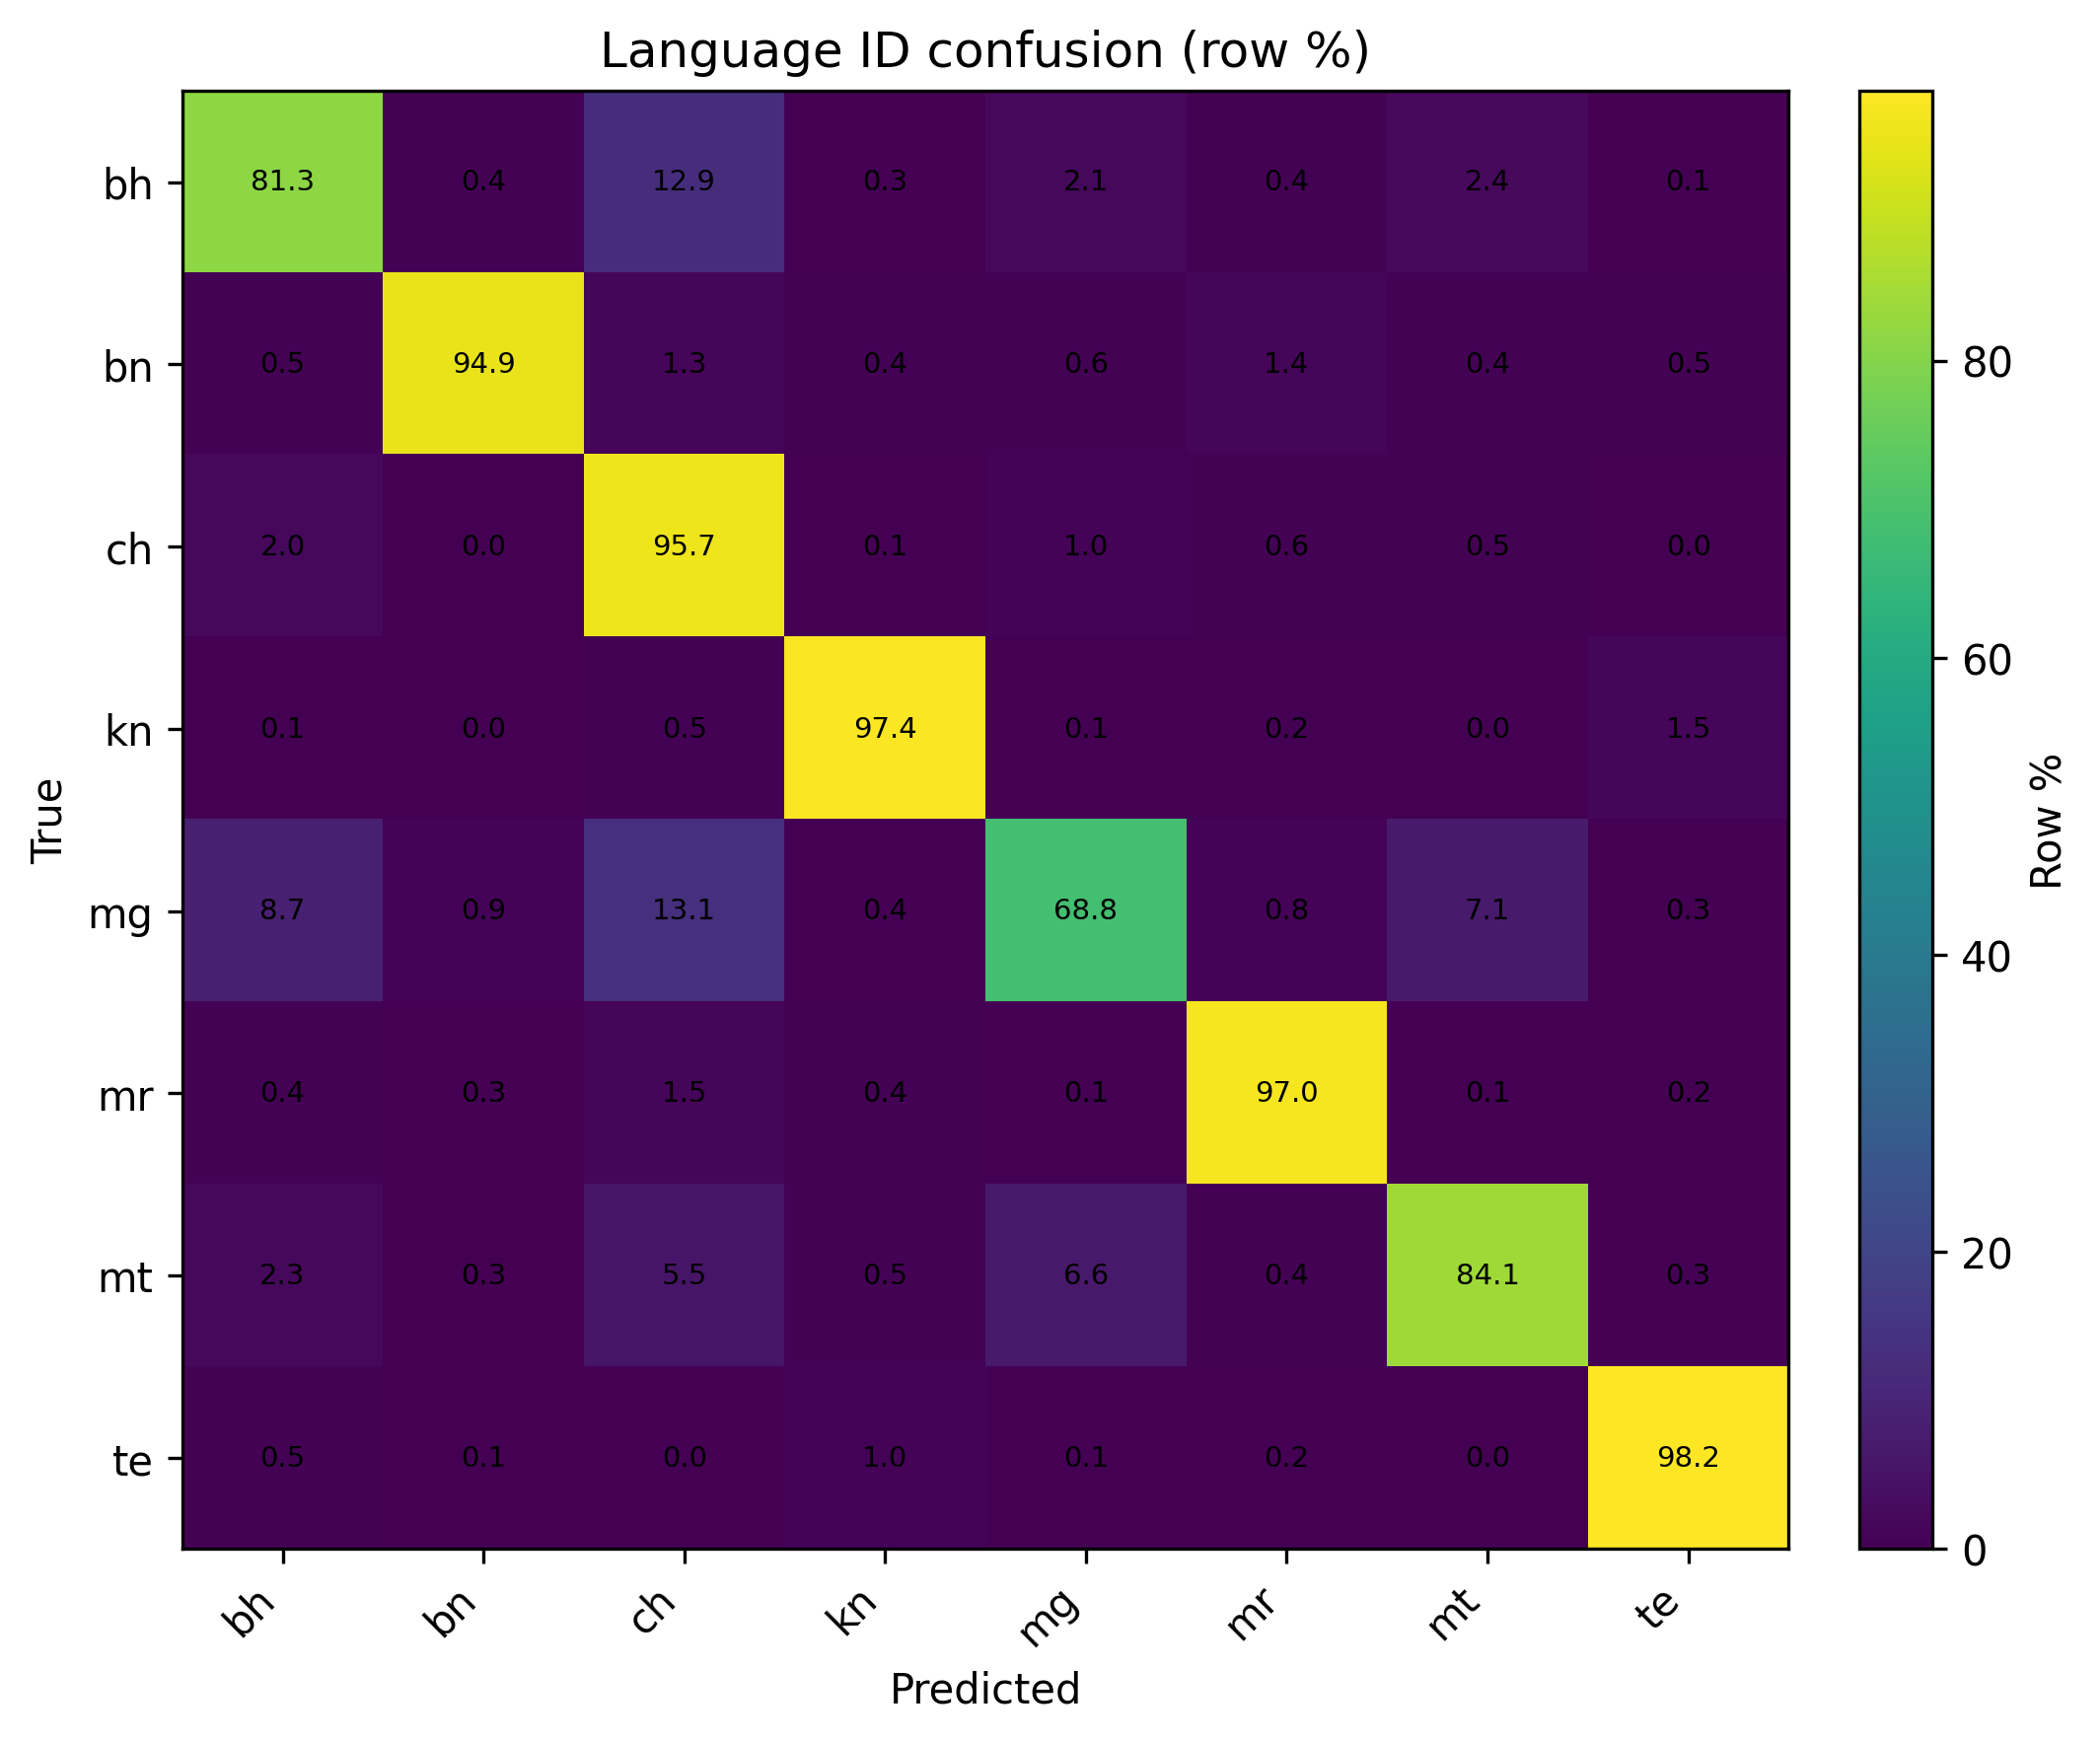 Language ID confusion (row %)
bh 81.3 0.4 12.9 0.3 2.1 0.4 2.4 0.1
bn 0.5 94.9 1.3 0.4 0.6 1.4 0.4 0.5
ch 2.0 0.0 95.7 0.1 1.0 0.6 0.5 0.0
kn 0.1 0.0 0.5 97.4 0.1 0.2 0.0 1.5
mg 8.7 0.9 13.1 0.4 68.8 0.8 7.1 0.3
mr 0.4 0.3 1.5 0.4 0.1 97.0 0.1 0.2
mt 2.3 0.3 5.5 0.5 6.6 0.4 84.1 0.3
te 0.5 0.1 0.0 1.0 0.1 0.2 0.0 98.2
bh bn ch kn mg mr mt te
Predicted
True
80
60
40
20
0
Row %